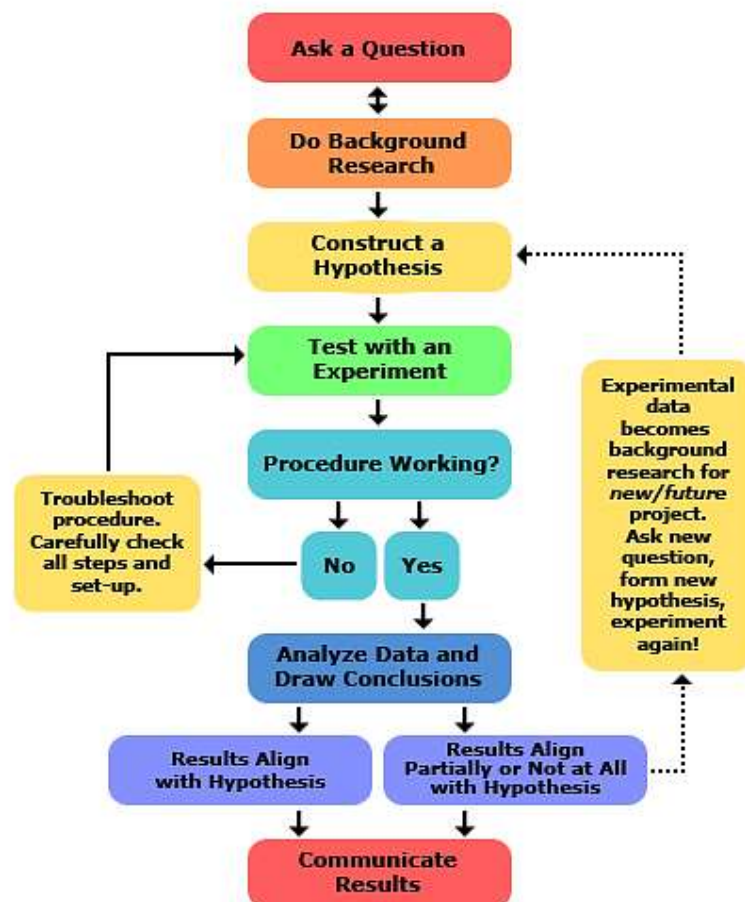 Ask a Question
Do Background
Research
Construct a
Hypothesis
Test with an
Experiment
Procedure Working?
No
Yes
Troubleshoot
procedure.
Carefully check
all steps and
set-up.
Experimental
data
becomes
background
research for
new/future
project.
Ask new
question,
form new
hypothesis,
experiment
again!
Analyze Data and
Draw Conclusions
Results Align
with Hypothesis
Results Align
Partially or Not at All
with Hypothesis
Communicate
Results